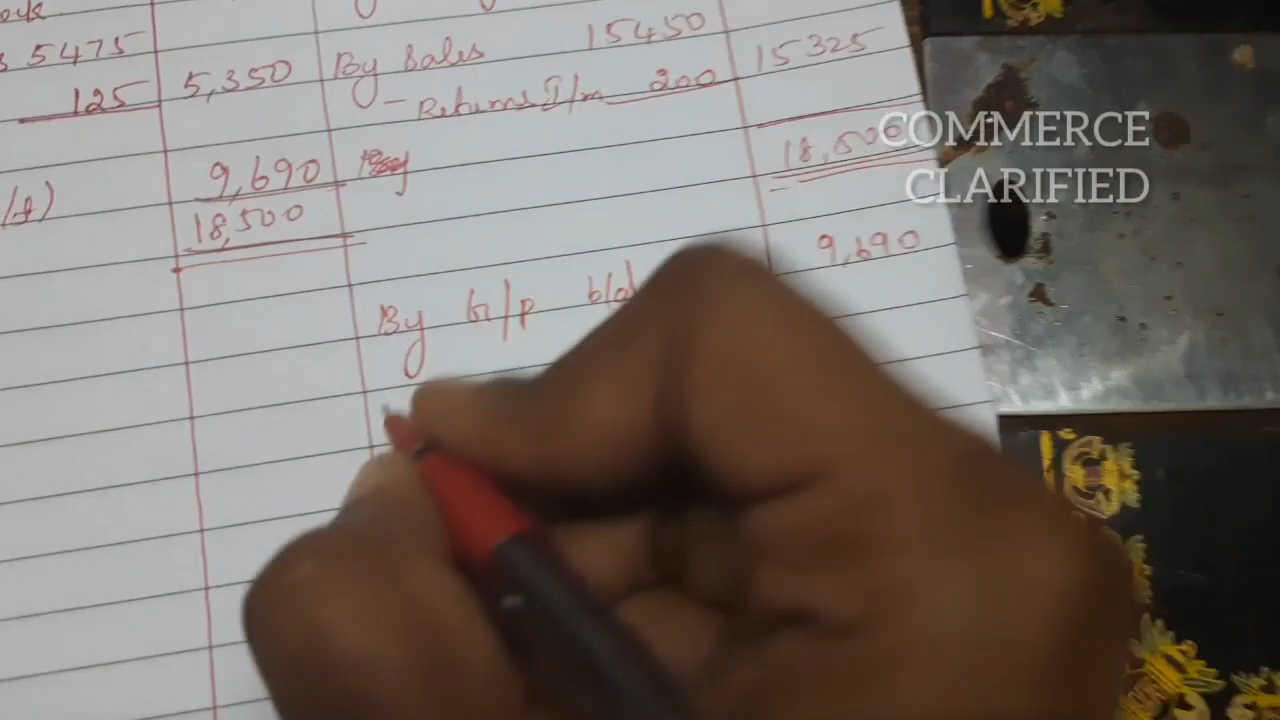 5475 By Sales 15450
125 5,350 - Returns I/m 200 15325
9,690 18,500
18,500
By G/P b/d 9,690
COMMERCE
CLARIFIED